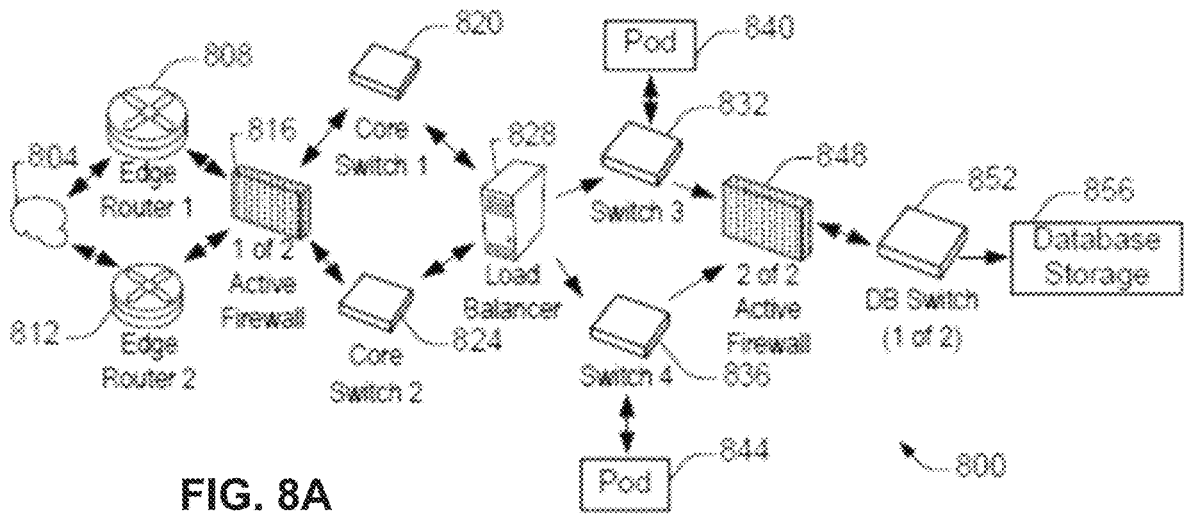 820
Pod
840
808
832
816
828
848
804
Core
Switch 1
852
856
Edge
Router 1
Switch 3
Database
Storage
1 of 2
Active
Firewall
Load
Balancer
2 of 2
Active
Firewall
DB Switch
(1 of 2)
812
Edge
Router 2
824
Core
Switch 2
Switch 4
836
844
Pod
800
FIG. 8A